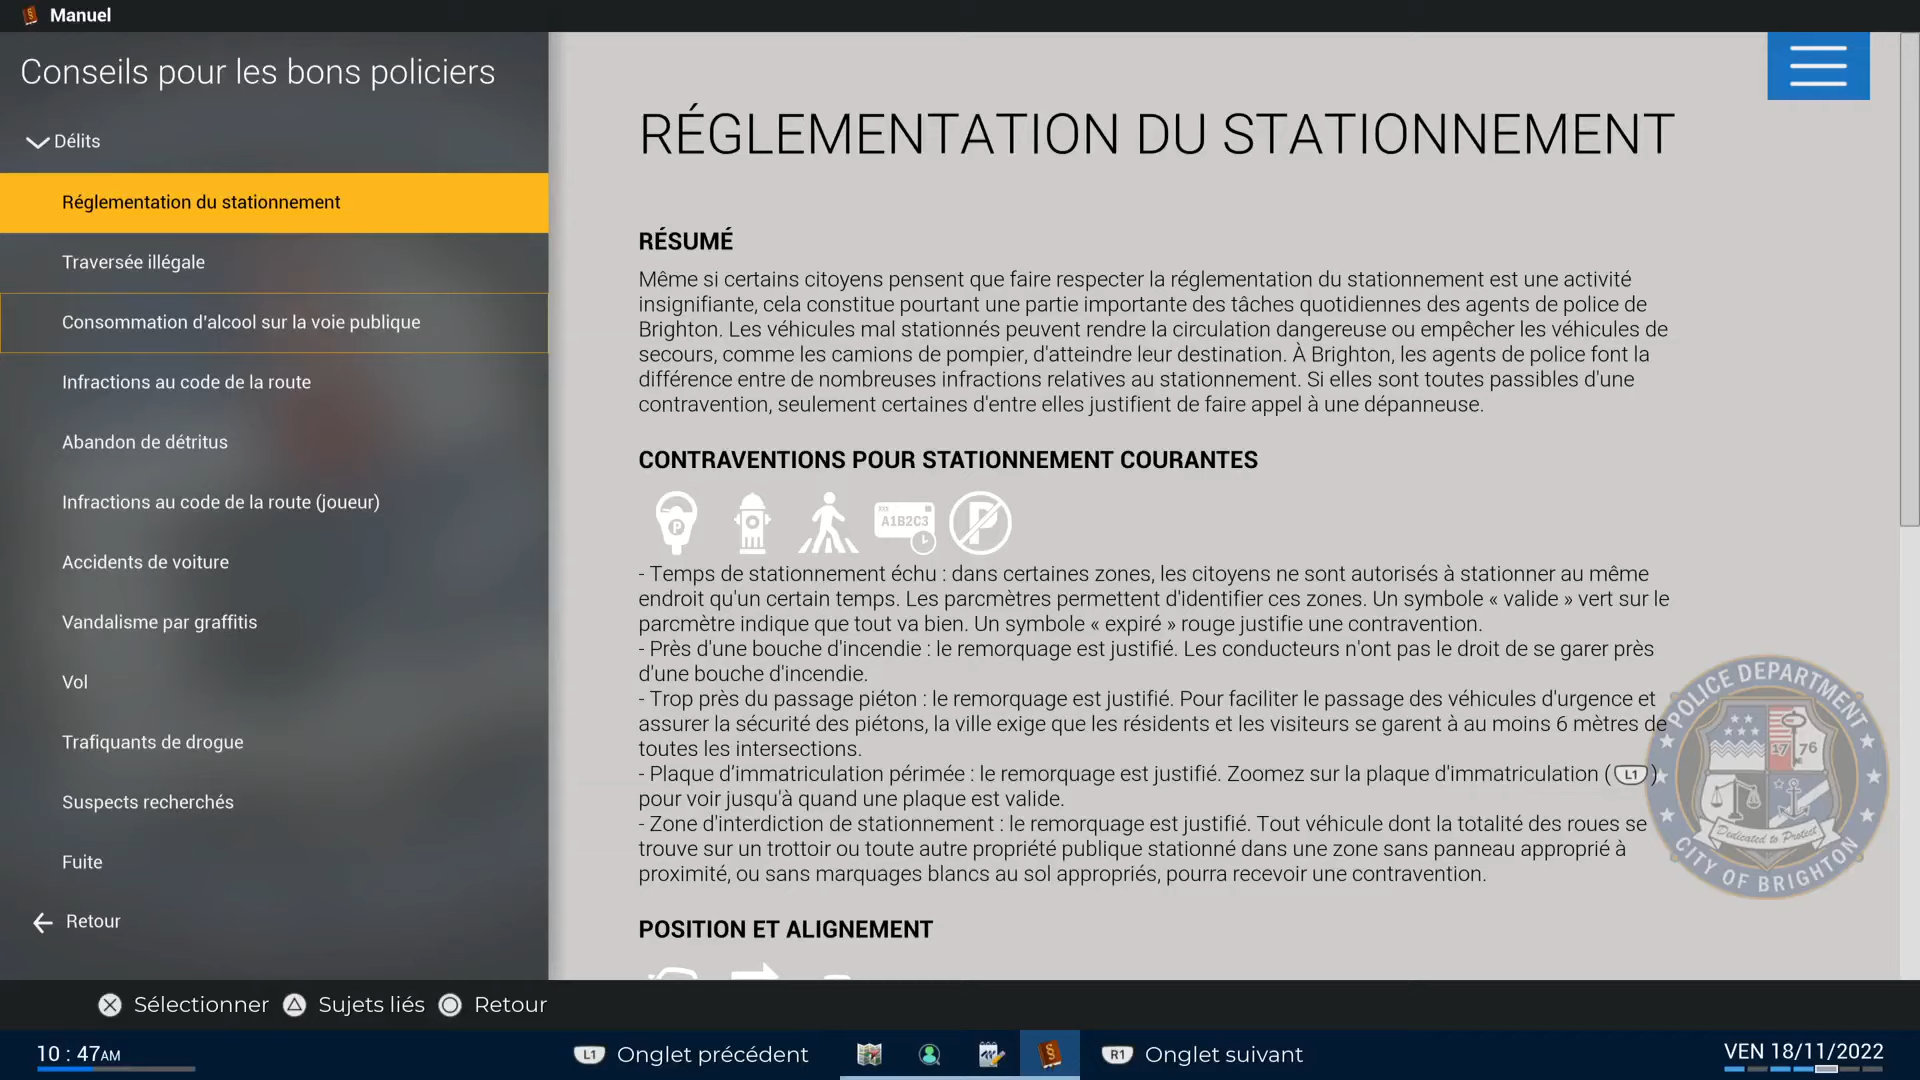 Manuel
Conseils pour les bons policiers
Délits
Réglementation du stationnement
Traversée illégale
Consommation d'alcool sur la voie publique
Infractions au code de la route
Abandon de détritus
Infractions au code de la route (joueur)
Accidents de voiture
Vandalisme par graffitis
Vol
Trafiquants de drogue
Suspects recherchés
Fuite
Retour
RÉGLEMENTATION DU STATIONNEMENT
RÉSUMÉ
Même si certains citoyens pensent que faire respecter la réglementation du stationnement est une activité
insignifiante, cela constitue pourtant une partie importante des tâches quotidiennes des agents de police de
Brighton. Les véhicules mal stationnés peuvent rendre la circulation dangereuse ou empêcher les véhicules de
secours, comme les camions de pompier, d'atteindre leur destination. À Brighton, les agents de police font la
différence entre de nombreuses infractions relatives au stationnement. Si elles sont toutes passibles d'une
contravention, seulement certaines d'entre elles justifient de faire appel à une dépanneuse.
CONTRAVENTIONS POUR STATIONNEMENT COURANTES
P
A1B2C3
P
- Temps de stationnement échu : dans certaines zones, les citoyens ne sont autorisés à stationner au même
endroit qu'un certain temps. Les parcmètres permettent d'identifier ces zones. Un symbole « valide » vert sur le
parcmètre indique que tout va bien. Un symbole « expiré » rouge justifie une contravention.
- Près d'une bouche d'incendie : le remorquage est justifié. Les conducteurs n'ont pas le droit de se garer près
d'une bouche d'incendie.
- Trop près du passage piéton : le remorquage est justifié. Pour faciliter le passage des véhicules d'urgence et
assurer la sécurité des piétons, la ville exige que les résidents et les visiteurs se garent à au moins 6 mètres de
toutes les intersections.
- Plaque d’immatriculation périmée : le remorquage est justifié. Zoomez sur la plaque d'immatriculation ( L1 )
pour voir jusqu'à quand une plaque est valide.
- Zone d'interdiction de stationnement : le remorquage est justifié. Tout véhicule dont la totalité des roues se
trouve sur un trottoir ou toute autre propriété publique stationné dans une zone sans panneau approprié à
proximité, ou sans marquages blancs au sol appropriés, pourra recevoir une contravention.
POSITION ET ALIGNEMENT
POLICE DEPARTMENT
17 76
Dedicated to Protect
CITY OF BRIGHTON
Sélectionner Sujets liés Retour
10 : 47AM
L1 Onglet précédent
R1 Onglet suivant
VEN 18/11/2022